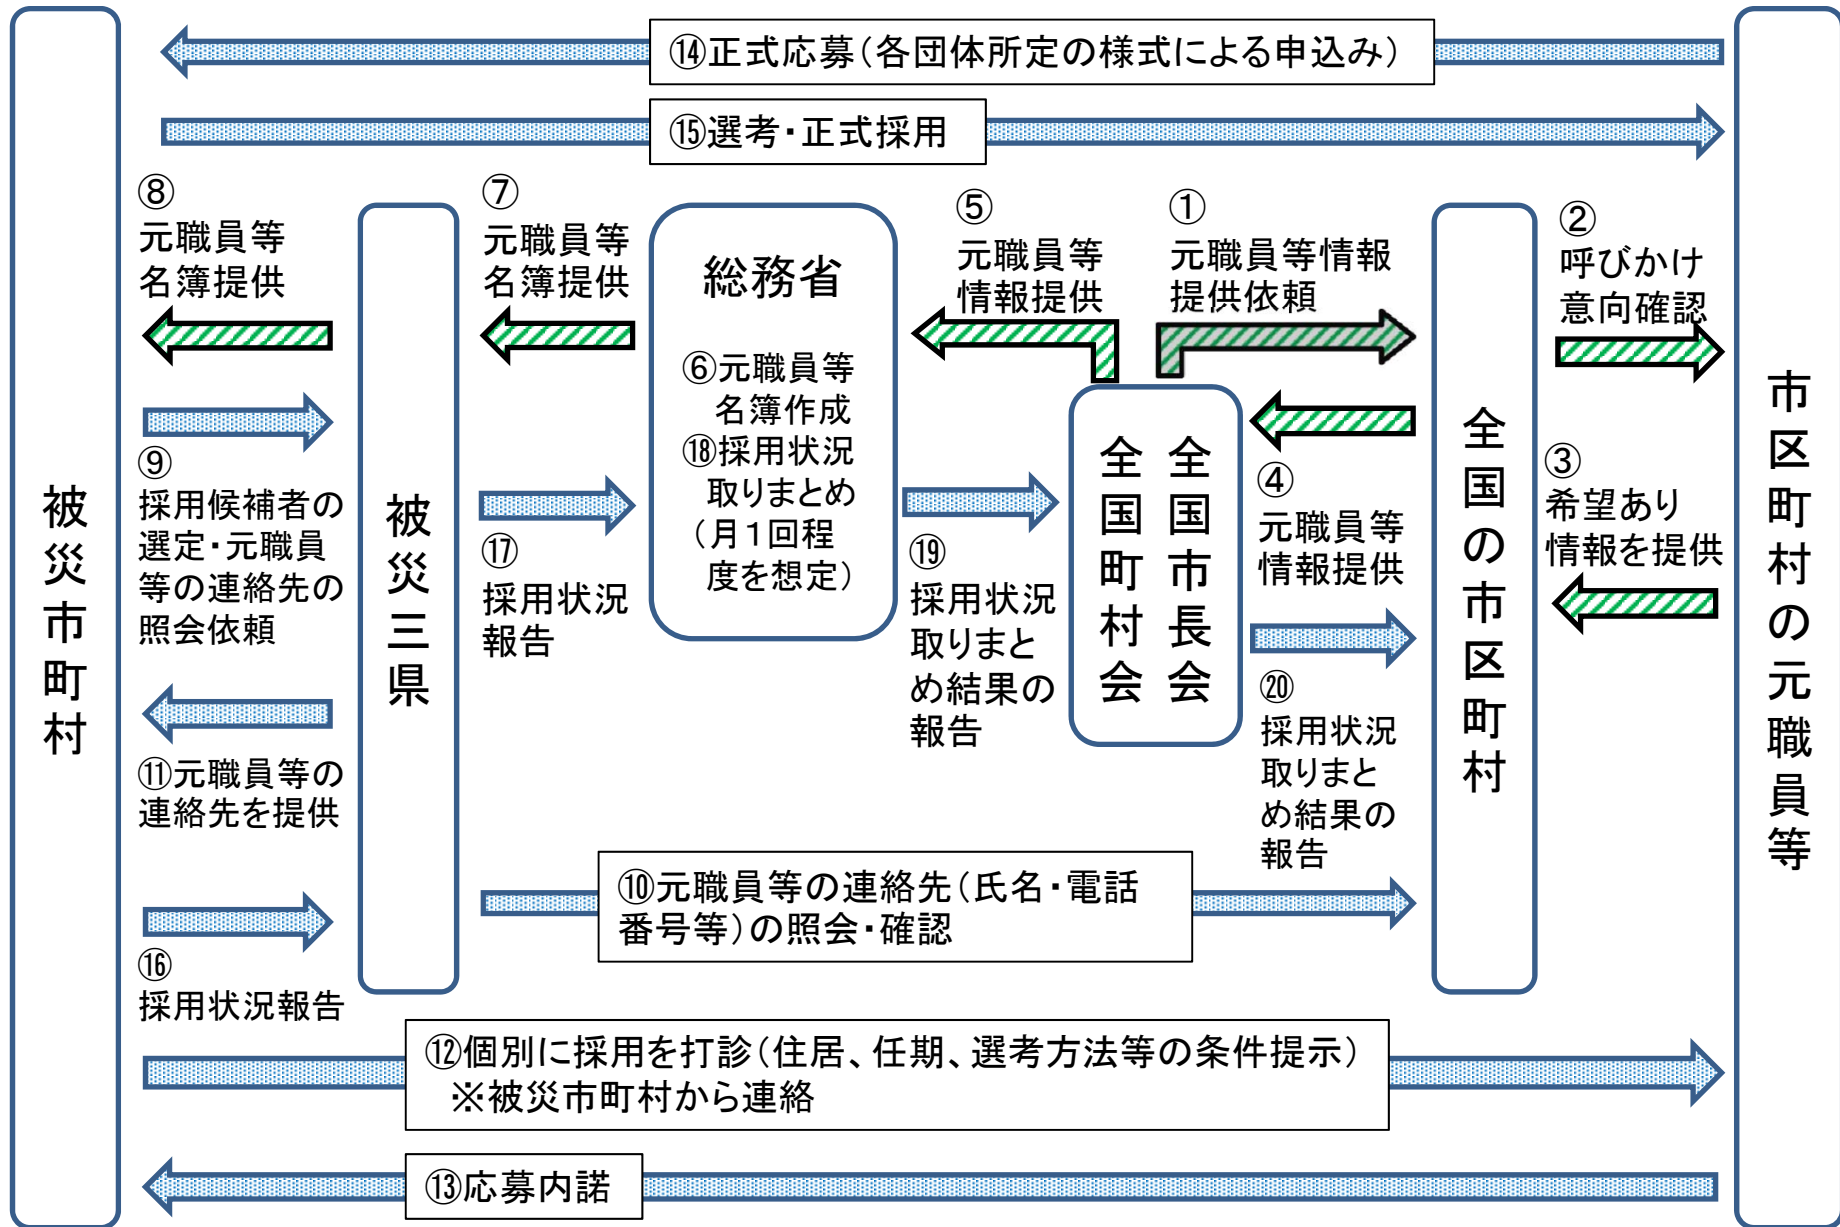 ⑭正式応募（各団体所定の様式による申込み）
⑮選考・正式採用
⑧
元職員等
名簿提供
⑦
元職員等
名簿提供
総務省
⑥元職員等
名簿作成
⑱採用状況
取りまとめ
（月１回程
度を想定）
⑤
元職員等
情報提供
①
元職員等情報
提供依頼
②
呼びかけ
意向確認
被災市町村
⑨
採用候補者の
選定・元職員
等の連絡先の
照会依頼
被災三県
⑰
採用状況
報告
⑲
採用状況
取りまと
め結果の
報告
全国市長会
全国町村会
④
元職員等
情報提供
全国の市区町村
③
希望あり
情報を提供
市区町村の元職員等
⑳
採用状況
取りまと
め結果の
報告
⑪元職員等の
連絡先を提供
⑩元職員等の連絡先（氏名・電話
番号等）の照会・確認
⑯
採用状況報告
⑫個別に採用を打診（住居、任期、選考方法等の条件提示）
※被災市町村から連絡
⑬応募内諾